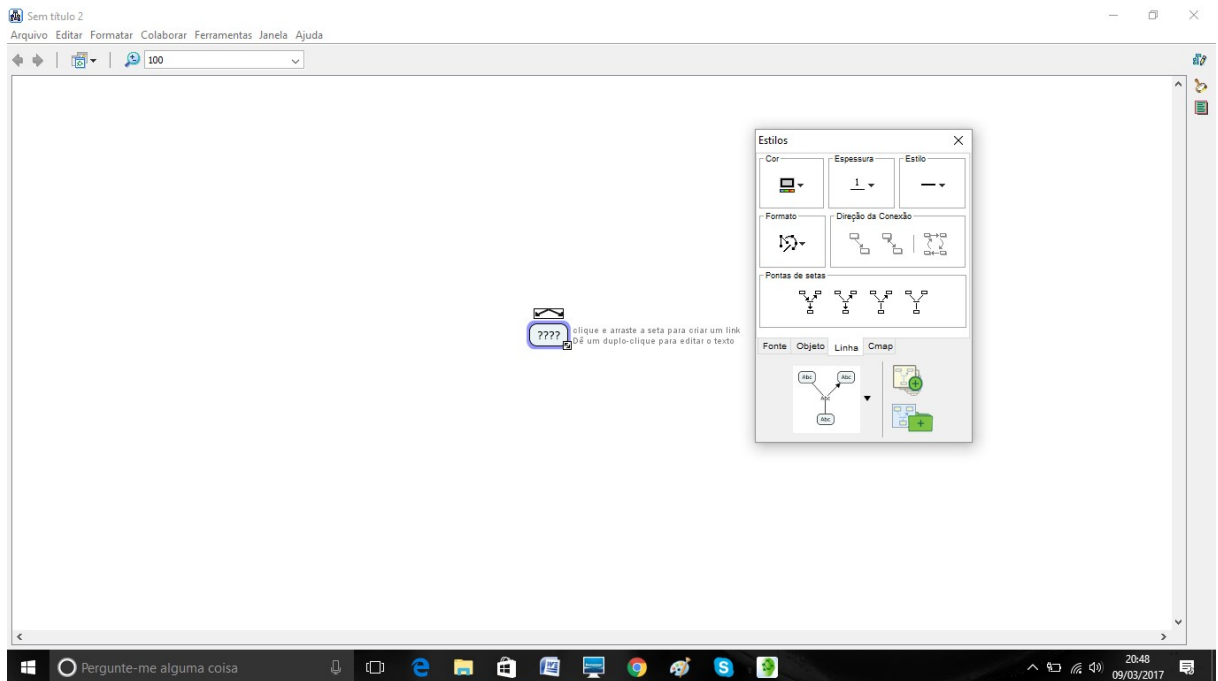 Sem título 2
Arquivo Editar Formatar Colaborar Ferramentas Janela Ajuda
100
Estilos
Cor Espessura Estilo
1
Formato Direção da Conexão
Pontas de setas
???? clique e arraste a seta para criar um link
Dê um duplo-clique para editar o texto
Fonte Objeto Linha Cmap
Abc Abc
Abc
Abc
Pergunte-me alguma coisa
20:48
09/03/2017